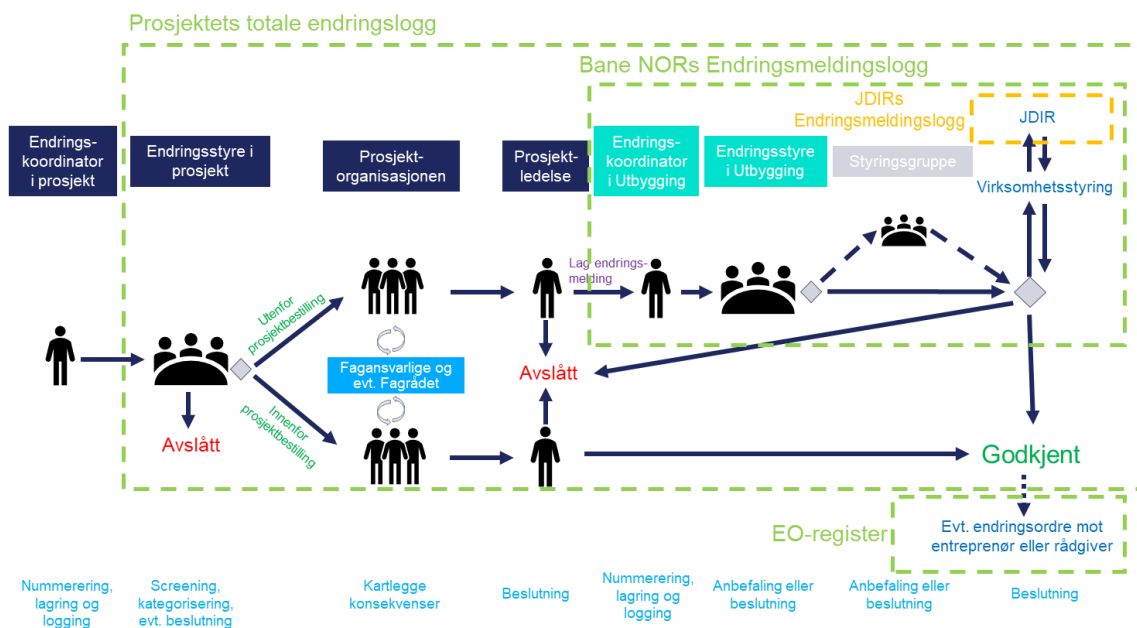 Prosjektets totale endringslogg
Bane NORs Endringsmeldingslogg
JDIRs
Endringsmeldingslogg
JDIR
Endrings-
koordinator
i prosjekt
Endringsstyre i
prosjekt
Prosjekt-
organisasjonen
Prosjekt-
ledelse
Endrings-
koordinator
i Utbygging
Endringsstyre
i Utbygging
Styringsgruppe
Virksomhetsstyring
Lag endrings-
melding
Utenfor
prosjektbestilling
Fagansvarlige og
evt. Fagrådet
Innenfor
prosjektbestilling
Avslått
Avslått
Godkjent
EO-register
Evt. endringsordre mot
entreprenør eller rådgiver
Nummerering,
lagring og
logging
Screening,
kategorisering,
evt. beslutning
Kartlegge
konsekvenser
Beslutning
Nummerering,
lagring og
logging
Anbefaling eller
beslutning
Anbefaling eller
beslutning
Beslutning